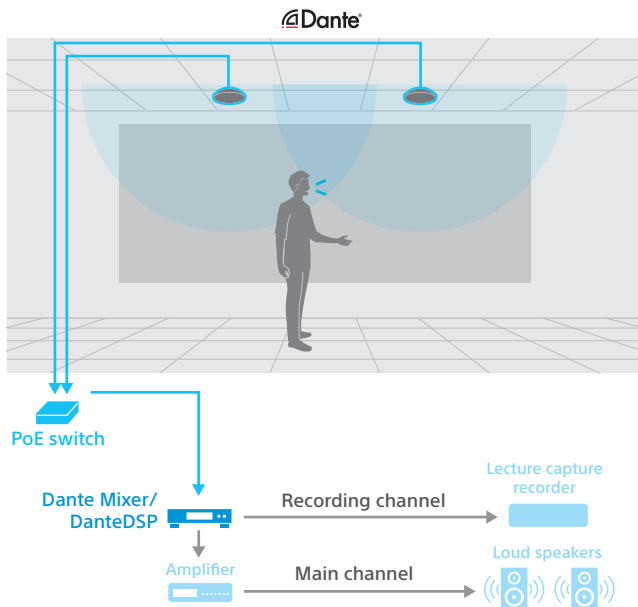 Dante
PoE switch
Lecture capture
recorder
Dante Mixer/
DanteDSP
Recording channel
Amplifier
Main channel
Loud speakers